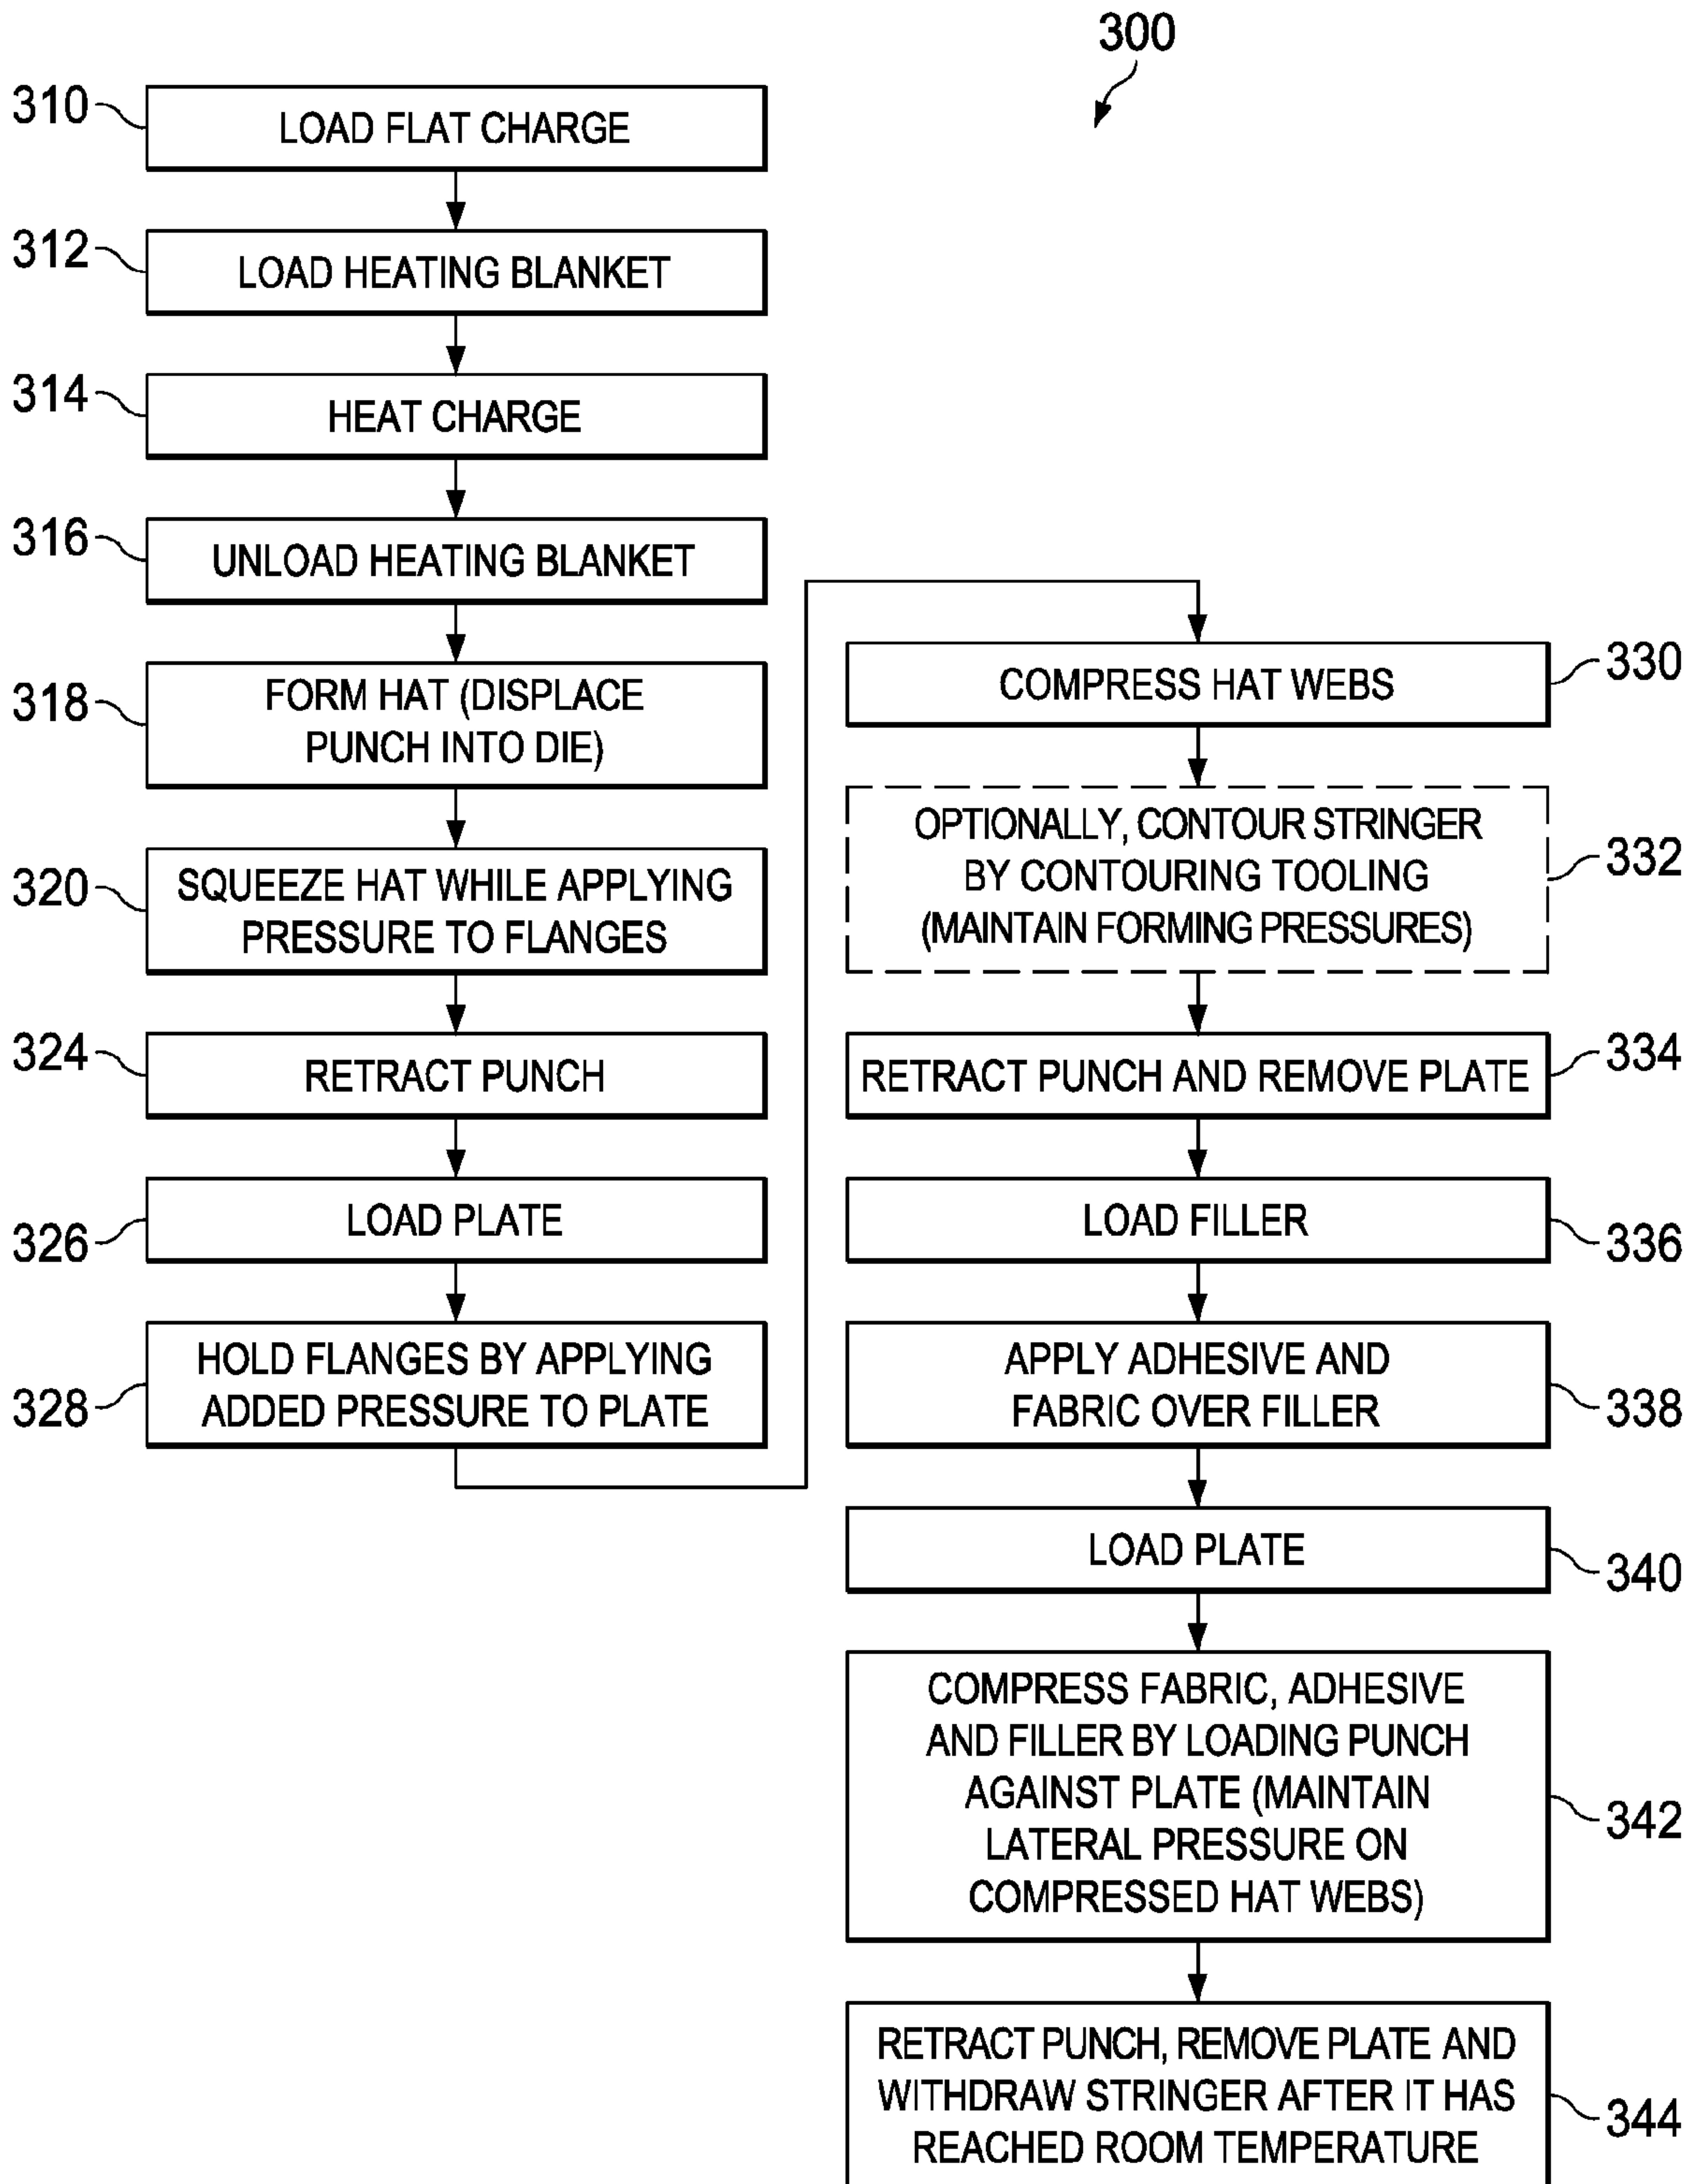 300
310
LOAD FLAT CHARGE
312
LOAD HEATING BLANKET
314
HEAT CHARGE
316
UNLOAD HEATING BLANKET
318
FORM HAT (DISPLACE
PUNCH INTO DIE)
320
SQUEEZE HAT WHILE APPLYING
PRESSURE TO FLANGES
324
RETRACT PUNCH
326
LOAD PLATE
328
HOLD FLANGES BY APPLYING
ADDED PRESSURE TO PLATE
COMPRESS HAT WEBS
330
OPTIONALLY, CONTOUR STRINGER
BY CONTOURING TOOLING
(MAINTAIN FORMING PRESSURES)
332
RETRACT PUNCH AND REMOVE PLATE
334
LOAD FILLER
336
APPLY ADHESIVE AND
FABRIC OVER FILLER
338
LOAD PLATE
340
COMPRESS FABRIC, ADHESIVE
AND FILLER BY LOADING PUNCH
AGAINST PLATE (MAINTAIN
LATERAL PRESSURE ON
COMPRESSED HAT WEBS)
342
RETRACT PUNCH, REMOVE PLATE AND
WITHDRAW STRINGER AFTER IT HAS
REACHED ROOM TEMPERATURE
344